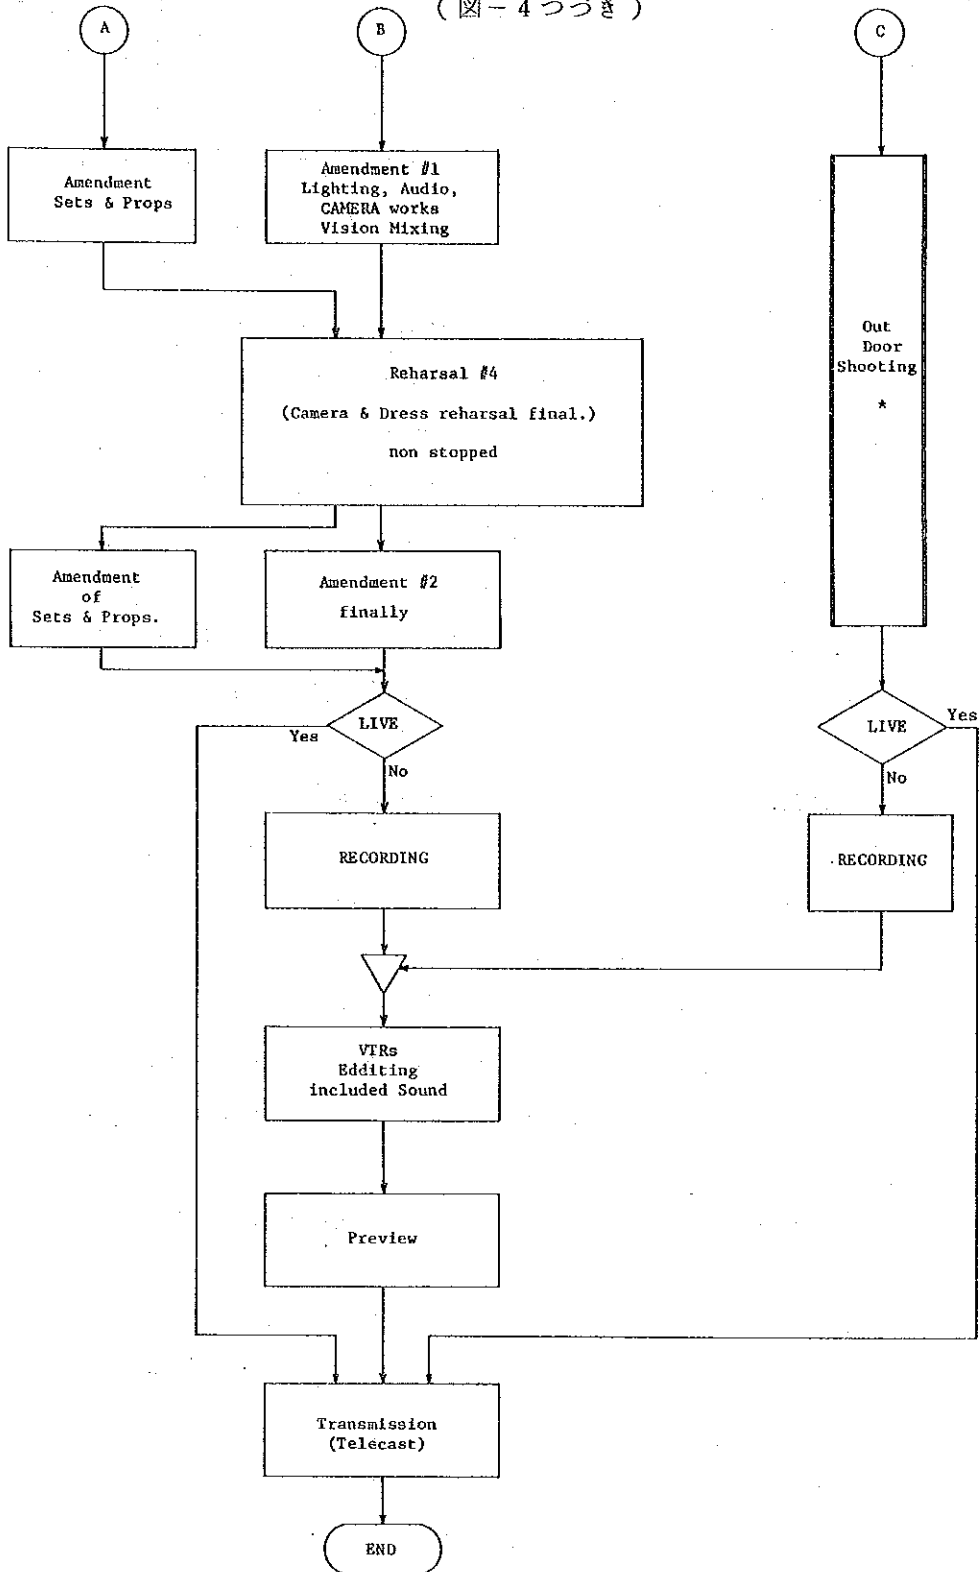 (図-4つづき)
A
B
C
Amendment
Sets & Props
Amendment #1
Lighting, Audio,
CAMERA works
Vision Mixing
Out
Door
Shooting
*
Reharsal #4
(Camera & Dress reharsal final.)
non stopped
Amendment
of
Sets & Props.
Amendment #2
finally
LIVE
Yes
No
LIVE
Yes
No
RECORDING
RECORDING
VTRs
Edditing
included Sound
Preview
Transmission
(Telecast)
END